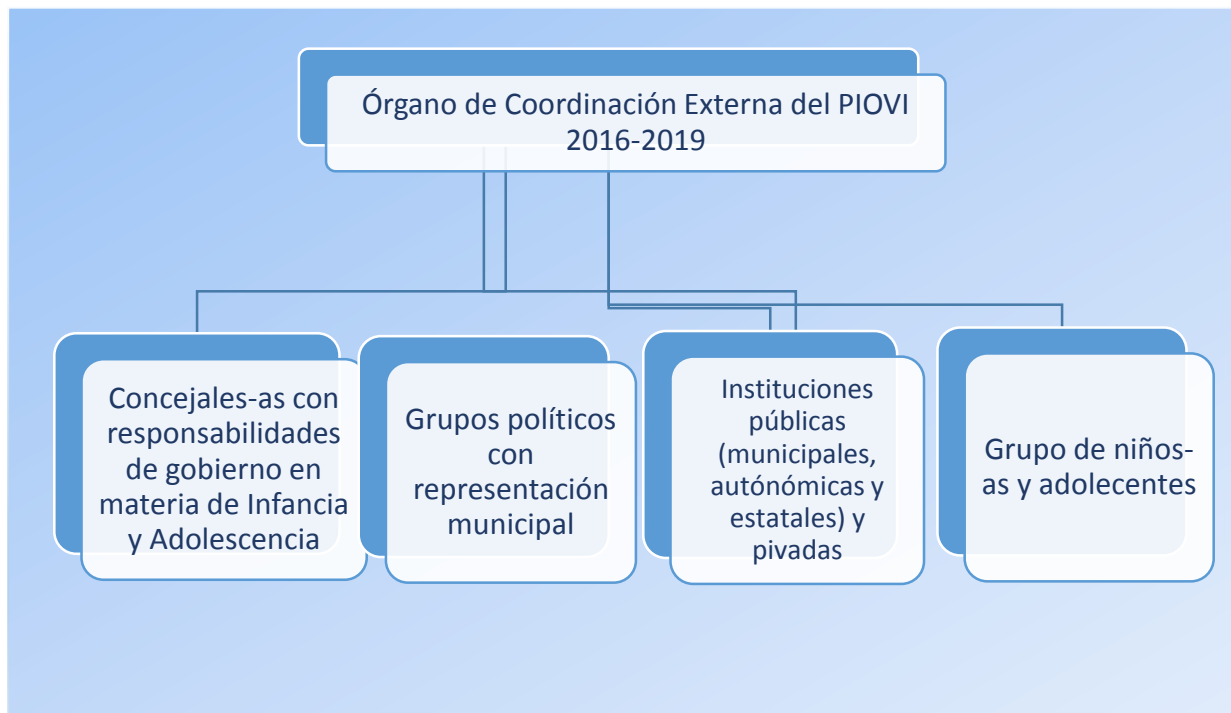 Órgano de Coordinación Externa del PIOVI
2016-2019
Concejales-as con
responsabilidades
de gobierno en
materia de Infancia
y Adolescencia
Grupos políticos
con
representación
municipal
Instituciones
públicas
(municipales,
autónómicas y
estatales) y
pivadas
Grupo de niños-
as y adolecentes